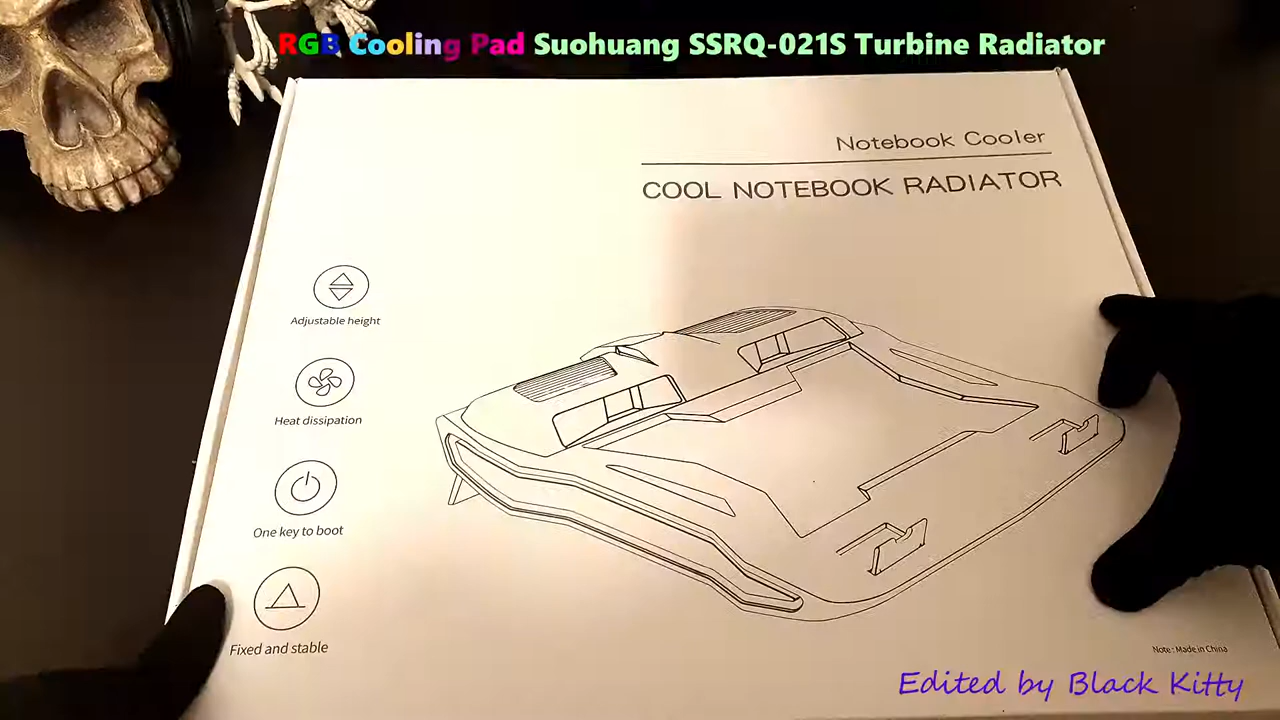 RGB Cooling Pad Suohuang SSRQ-021S Turbine Radiator
Notebook Cooler
COOL NOTEBOOK RADIATOR
Adjustable height
Heat dissipation
One key to boot
Fixed and stable
Note : Made in China
Edited by Black Kitty